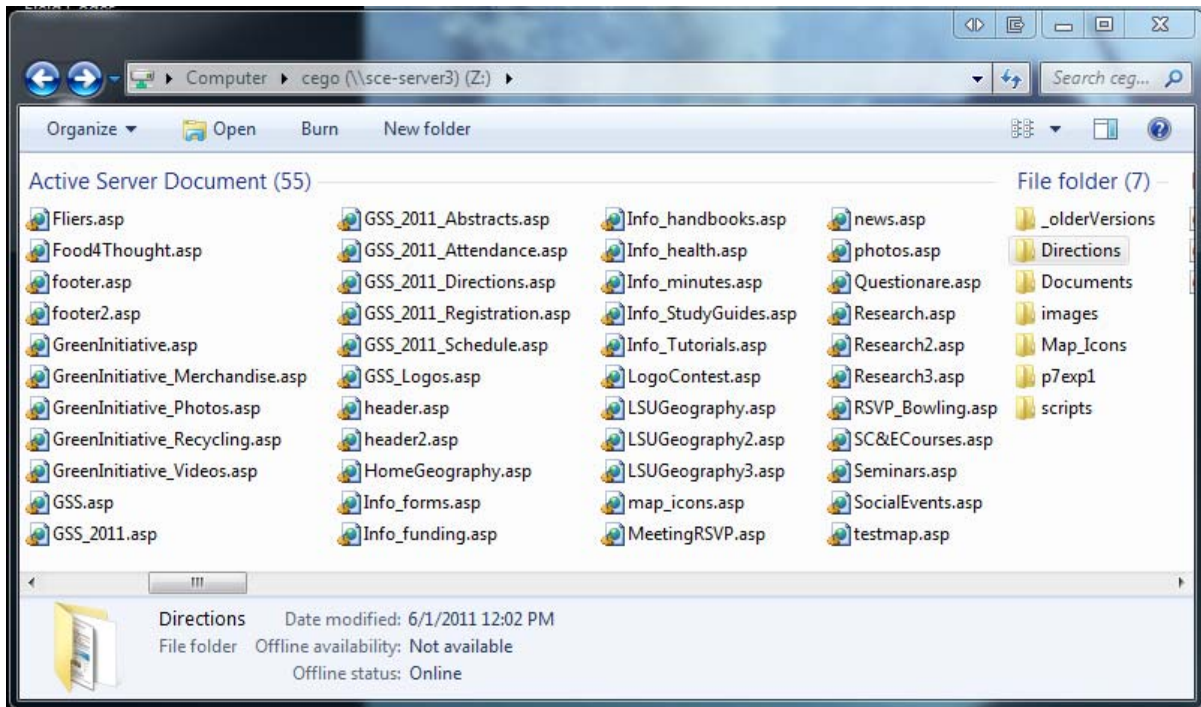 Computer ▸ cego (\\sce-server3) (Z:) ▸
Search ceg...
Organize
Open
Burn
New folder
Active Server Document (55)
Fliers.asp
Food4Thought.asp
footer.asp
footer2.asp
GreenInitiative.asp
GreenInitiative_Merchandise.asp
GreenInitiative_Photos.asp
GreenInitiative_Recycling.asp
GreenInitiative_Videos.asp
GSS.asp
GSS_2011.asp
GSS_2011_Abstracts.asp
GSS_2011_Attendance.asp
GSS_2011_Directions.asp
GSS_2011_Registration.asp
GSS_2011_Schedule.asp
GSS_Logos.asp
header.asp
header2.asp
HomeGeography.asp
Info_forms.asp
Info_funding.asp
Info_handbooks.asp
Info_health.asp
Info_minutes.asp
Info_StudyGuides.asp
Info_Tutorials.asp
LogoContest.asp
LSUGeography.asp
LSUGeography2.asp
LSUGeography3.asp
map_icons.asp
MeetingRSVP.asp
news.asp
photos.asp
Questionare.asp
Research.asp
Research2.asp
Research3.asp
RSVP_Bowling.asp
SC&ECourses.asp
Seminars.asp
SocialEvents.asp
testmap.asp
File folder (7)
_olderVersions
Directions
Documents
images
Map_Icons
p7exp1
scripts
Directions Date modified: 6/1/2011 12:02 PM
File folder Offline availability: Not available
Offline status: Online